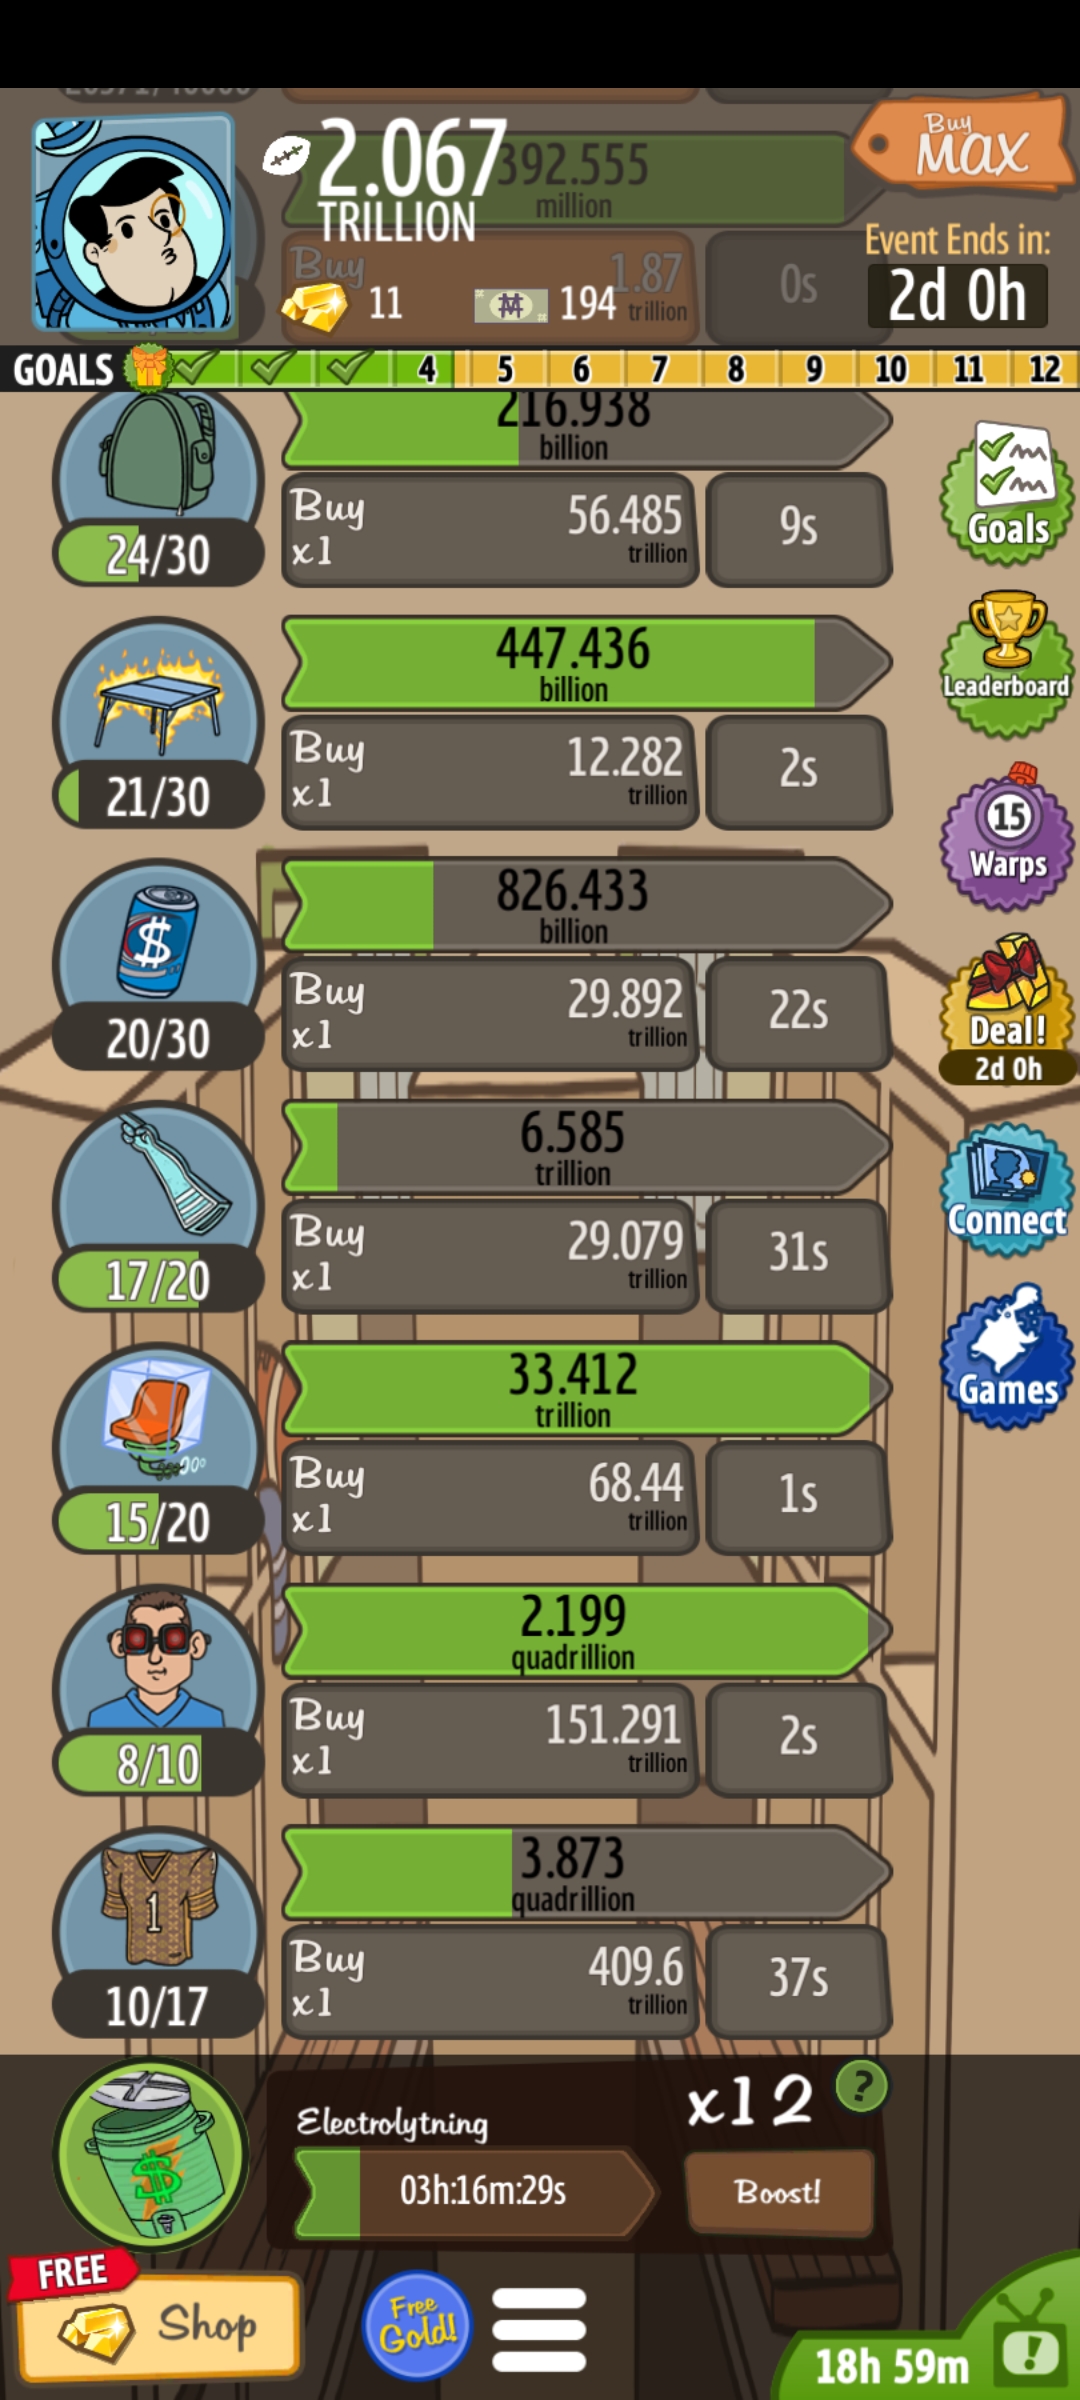 Buy
MAX
2.067
TRILLION
392.555
million
Event Ends in:
2d 0h
Buy
1.87
trillion
0s
11
194
GOALS
4
5
6
7
8
9
10
11
12
216.938
billion
24/30
Buy
x1
56.485
trillion
9s
Goals
447.436
billion
21/30
Buy
x1
12.282
trillion
2s
Leaderboard
15
Warps
826.433
billion
20/30
Buy
x1
29.892
trillion
22s
Deal!
2d 0h
6.585
trillion
17/20
Buy
x1
29.079
trillion
31s
Connect
33.412
trillion
15/20
Buy
x1
68.44
trillion
1s
Games
2.199
quadrillion
8/10
Buy
x1
151.291
trillion
2s
3.873
quadrillion
1
10/17
Buy
x1
409.6
trillion
37s
Electrolytning
x12
?
$
03h:16m:29s
Boost!
FREE
Shop
Free
Gold!
18h 59m
!